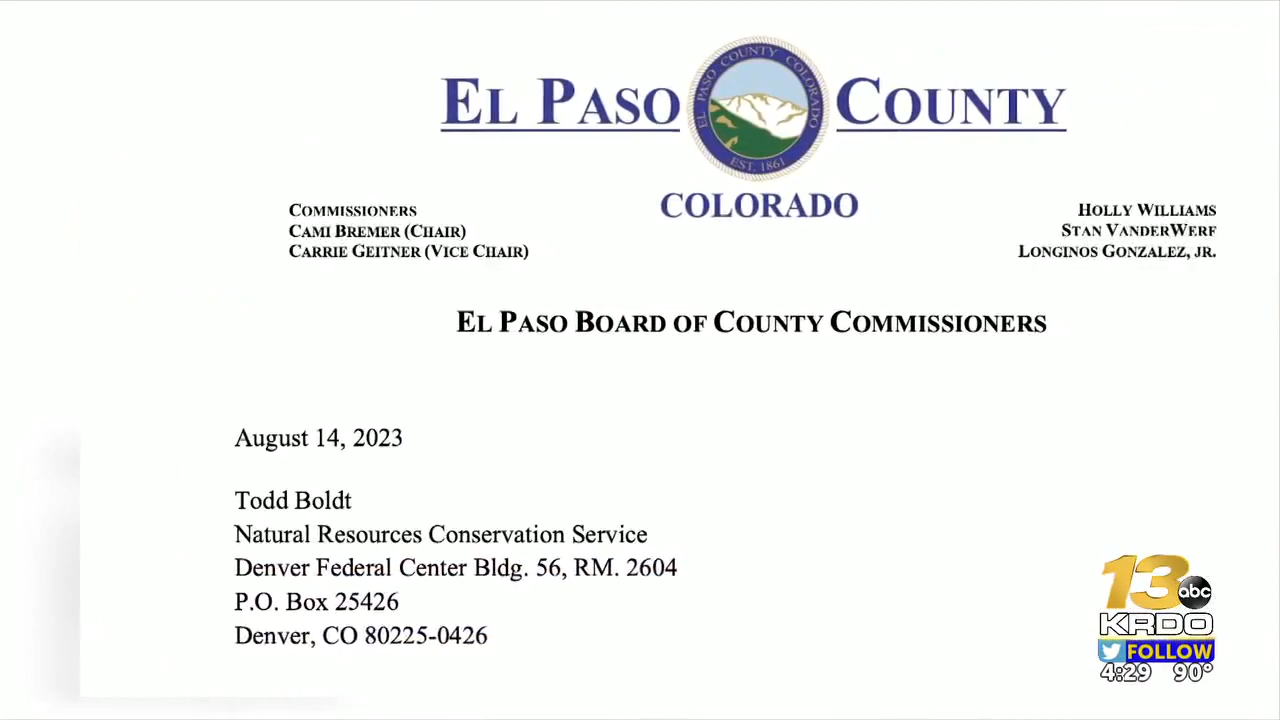 EL PASO COUNTY
EL PASO COUNTY COLORADO
EST. 1861
COLORADO
COMMISSIONERS
CAMI BREMER (CHAIR)
CARRIE GEITNER (VICE CHAIR)
HOLLY WILLIAMS
STAN VANDERWERF
LONGINOS GONZALEZ, JR.
EL PASO BOARD OF COUNTY COMMISSIONERS
August 14, 2023
Todd Boldt
Natural Resources Conservation Service
Denver Federal Center Bldg. 56, RM. 2604
P.O. Box 25426
Denver, CO 80225-0426
13
abc
KRDO
FOLLOW
4:29 90°